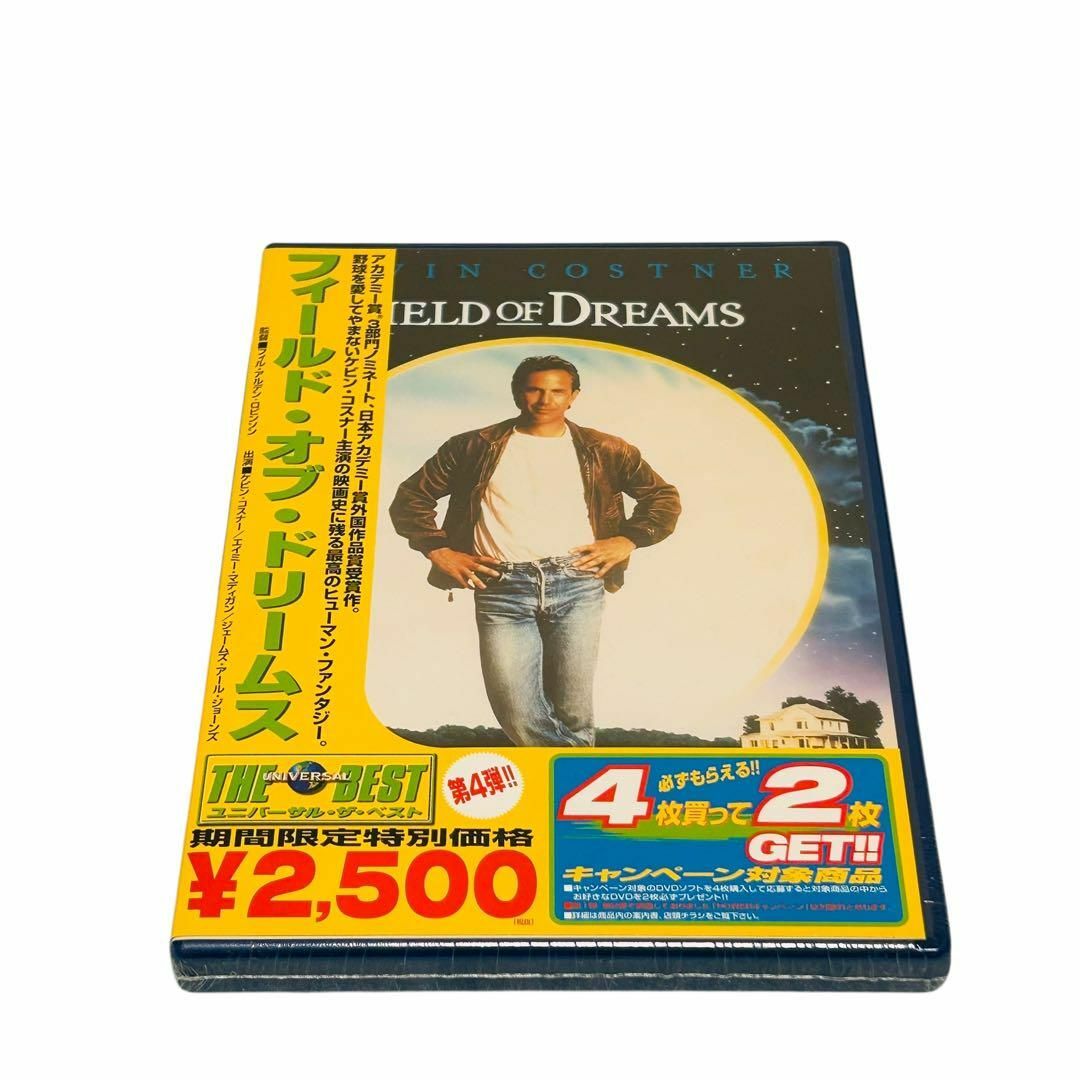 VIN COSTNER
IELD OF DREAMS
アカデミー賞®3部門ノミネート、日本アカデミー賞外国作品賞受賞作。
野球を愛してやまないケビン・コスナー主演の映画史に残る最高のヒューマン・ファンタジー。
フィールド・オブ・ドリームス
監督■フィル・アルデン・ロビンソン 出演■ケビン・コスナー/エイミー・マディガン/ジェームズ・アール・ジョーンズ
THE UNIVERSAL BEST
ユニバーサル・ザ・ベスト
第4弾!!
期間限定特別価格
¥2,500
(税抜)
必ずもらえる!!
4枚買って2枚
GET!!
キャンペーン対象商品
■キャンペーン対象のDVDソフトを4枚購入して応募すると対象商品の中から
お好きなDVDを2枚必ずプレゼント!!
■詳細は商品内の案内書、店頭チラシをご覧下さい。